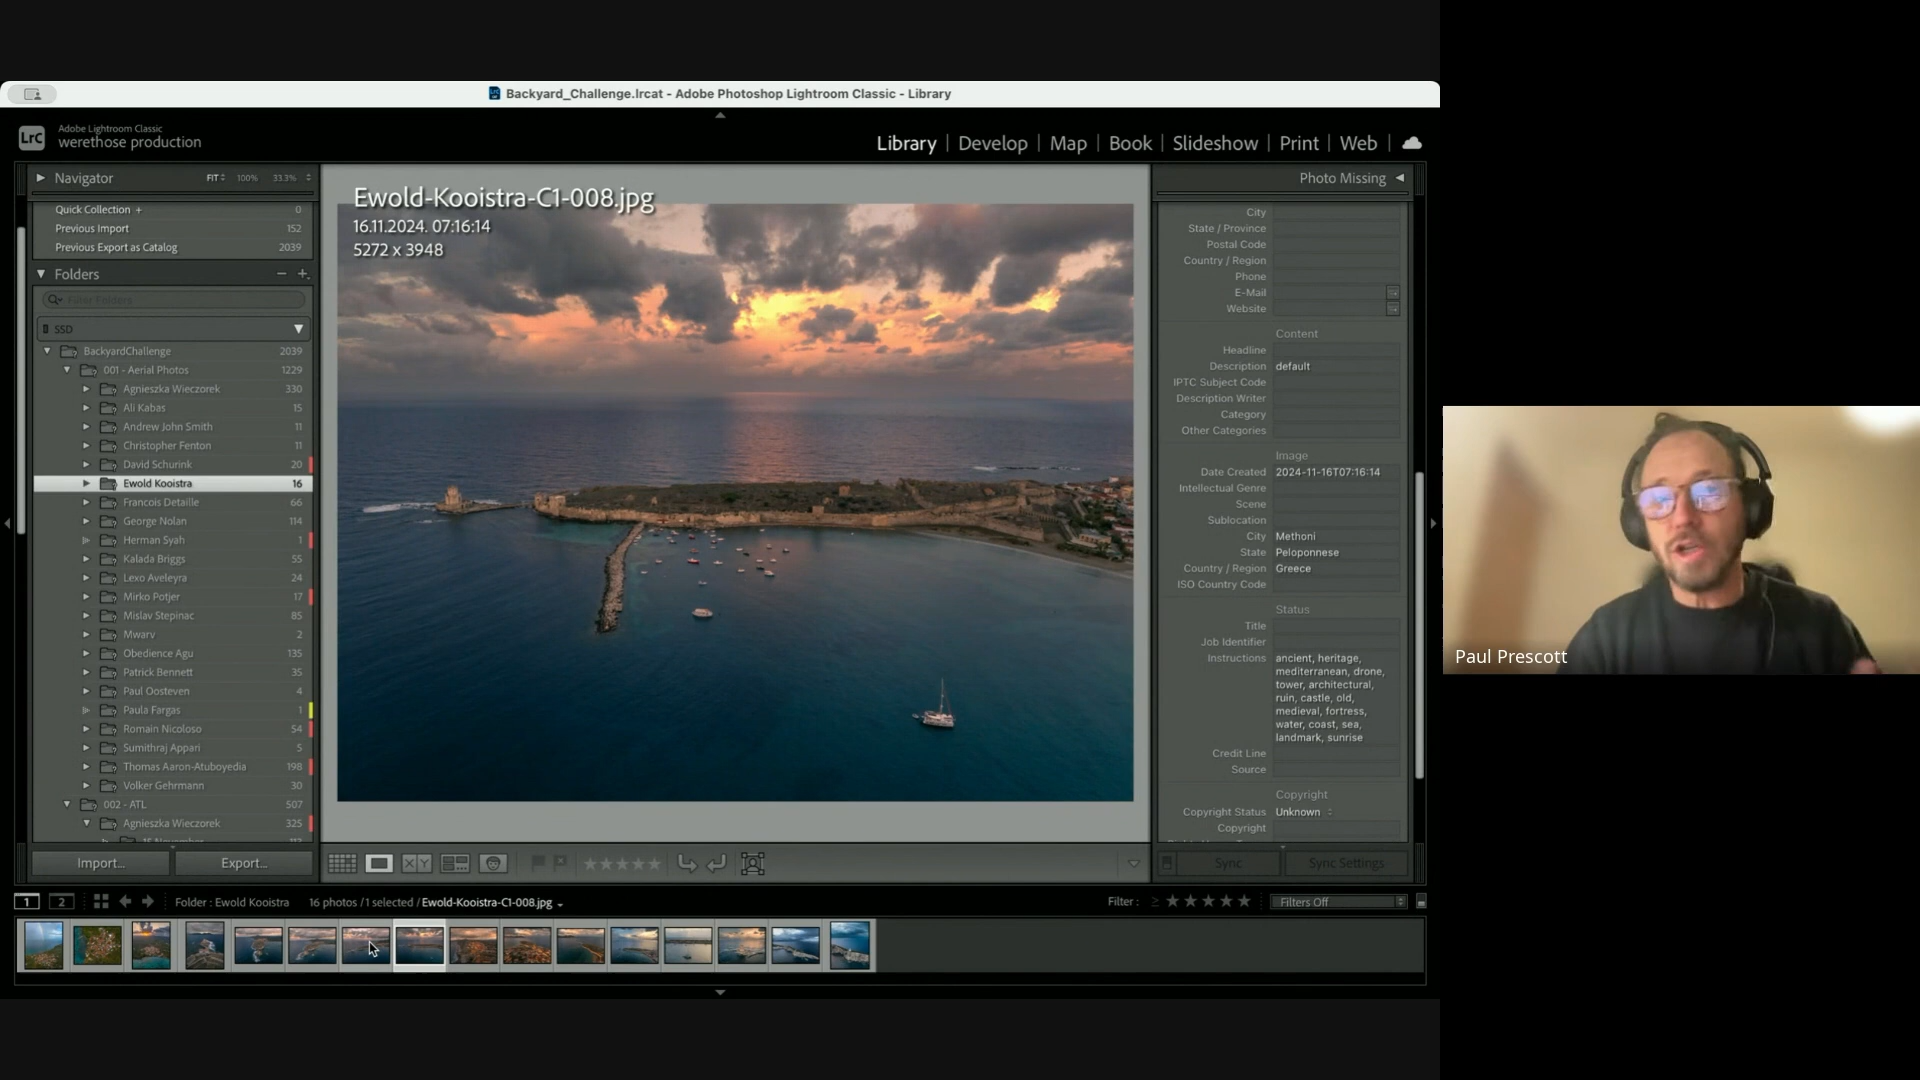 Backyard_Challenge.lrcat - Adobe Photoshop Lightroom Classic - Library
LrC
Adobe Lightroom Classic
werethose production
Library | Develop | Map | Book | Slideshow | Print | Web
Navigator FIT 100% 33.3%
Quick Collection + 0
Previous Import 152
Previous Export as Catalog 2039
Folders − +
Filter Folders
SSD
BackyardChallenge 2039
001 - Aerial Photos 1229
Agnieszka Wieczorek 330
Ali Kabas 15
Andrew John Smith 11
Christopher Fenton 11
David Schurink 20
Ewold Kooistra 16
Francois Detaille 66
George Nolan 114
Herman Syah 1
Kalada Briggs 55
Lexo Aveleyra 24
Mirko Potjer 17
Mislav Stepinac 85
Mwarv 2
Obedience Agu 135
Patrick Bennett 35
Paul Oosteven 4
Paula Fargas 1
Romain Nicoloso 54
Sumithraj Appari 5
Thomas Aaron-Atuboyedia 198
Volker Gehrmann 30
002 - ATL 507
Agnieszka Wieczorek 325
Import... Export...
Ewold-Kooistra-C1-008.jpg
16.11.2024. 07:16:14
5272 x 3948
XY
Photo Missing
City
State / Province
Postal Code
Country / Region
Phone
E-Mail
Website
Content
Headline
Description default
IPTC Subject Code
Description Writer
Category
Other Categories
Image
Date Created 2024-11-16T07:16:14
Intellectual Genre
Scene
Sublocation
City Methoni
State Peloponnese
Country / Region Greece
ISO Country Code
Status
Title
Job Identifier
Instructions ancient, heritage,
mediterranean, drone,
tower, architectural,
ruin, castle, old,
medieval, fortress,
water, coast, sea,
landmark, sunrise
Credit Line
Source
Copyright
Copyright Status Unknown
Copyright
Sync Sync Settings
1 2 Folder : Ewold Kooistra 16 photos / 1 selected / Ewold-Kooistra-C1-008.jpg Filter : ≥ ★★★★★ Filters Off
Paul Prescott